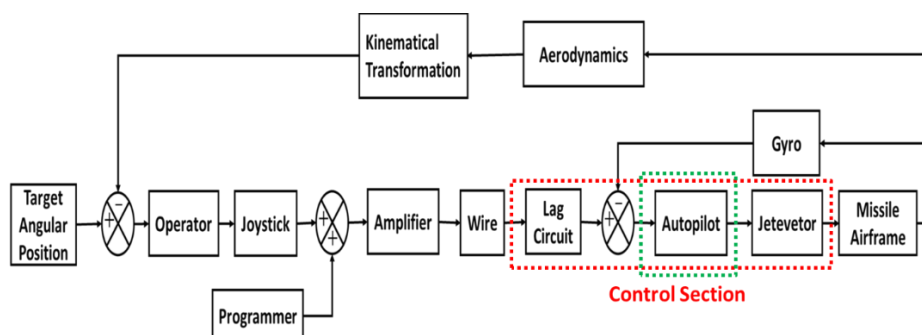 Kinematical
Transformation
Aerodynamics
Gyro
Target
Angular
Position
+
−
Operator
Joystick
+
+
Amplifier
Wire
Lag
Circuit
+
−
Autopilot
Jetevetor
Missile
Airframe
Programmer
Control Section